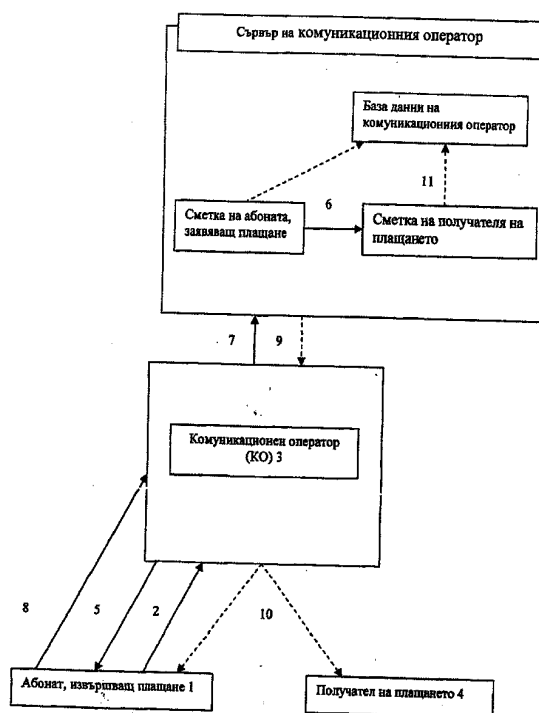 Сървър на комуникационния оператор
База данни на
комуникационния оператор
11
6
Сметка на абоната,
заявяващ плащане
Сметка на получателя на
плащането
7
9
Комуникационен оператор
(КО) 3
8
5
2
10
Абонат, извършващ плащане 1
Получател на плащането 4